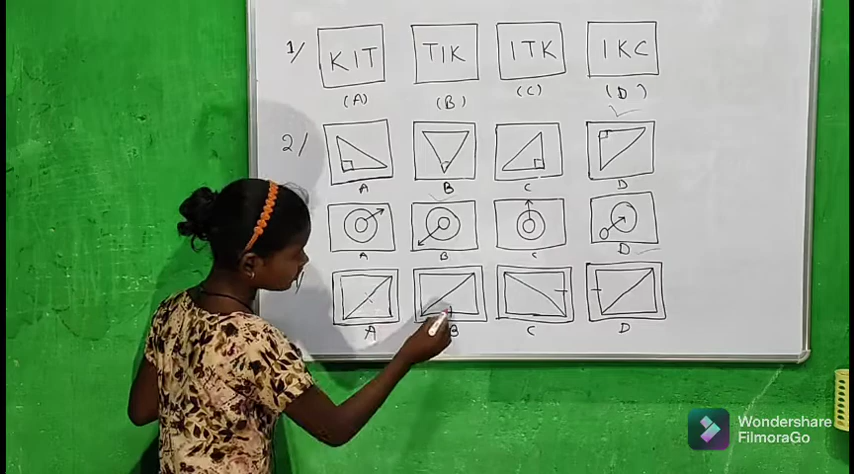 1/ KIT TIK ITK IKC
(A) (B) (C) (D)
2/
A B C D
A B C D
A B C D
Wondershare
FilmoraGo